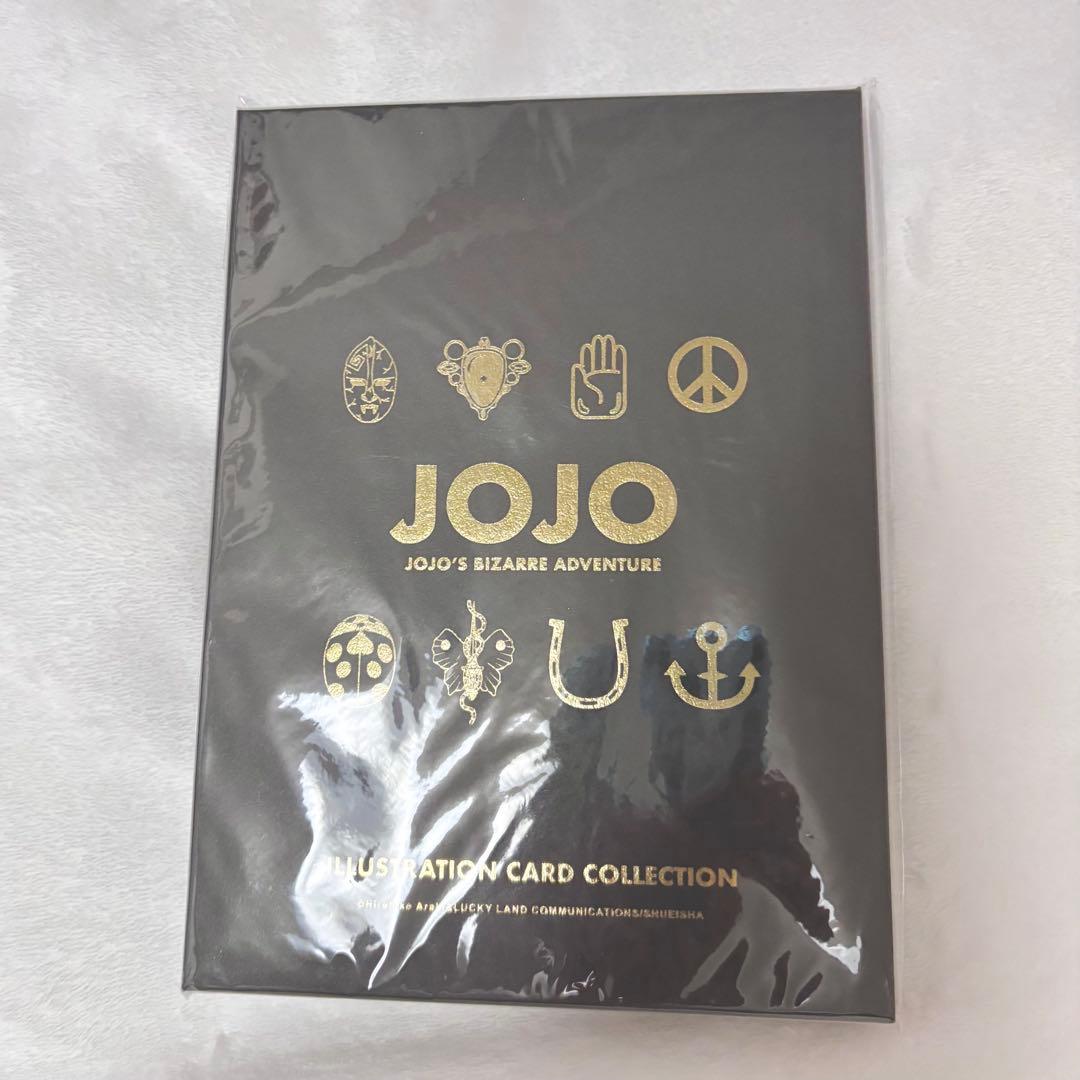 JOJO
JOJO'S BIZARRE ADVENTURE
ILLUSTRATION CARD COLLECTION
LUCKY LAND COMMUNICATIONS/SHUEISHA